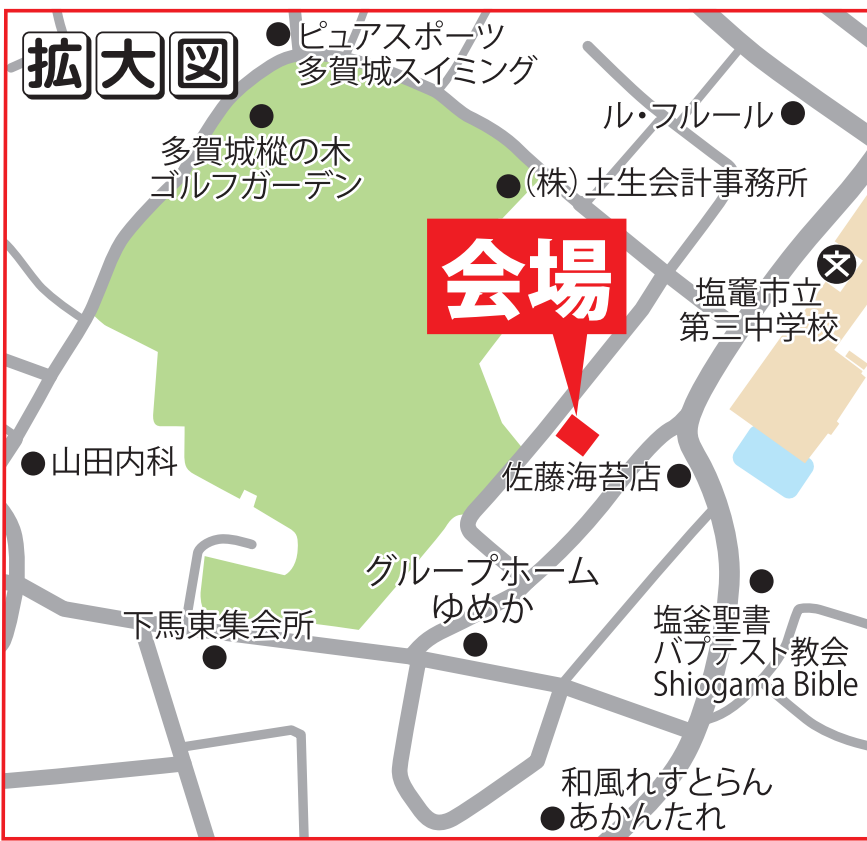 拡大図
ピュアスポーツ
多賀城スイミング
多賀城樅の木
ゴルフガーデン
ル・フルール
(株)土生会計事務所
会場
文
塩竈市立
第三中学校
山田内科
佐藤海苔店
グループホーム
ゆめか
下馬東集会所
塩釜聖書
バプテスト教会
Shiogama Bible
和風れすとらん
あかんたれ